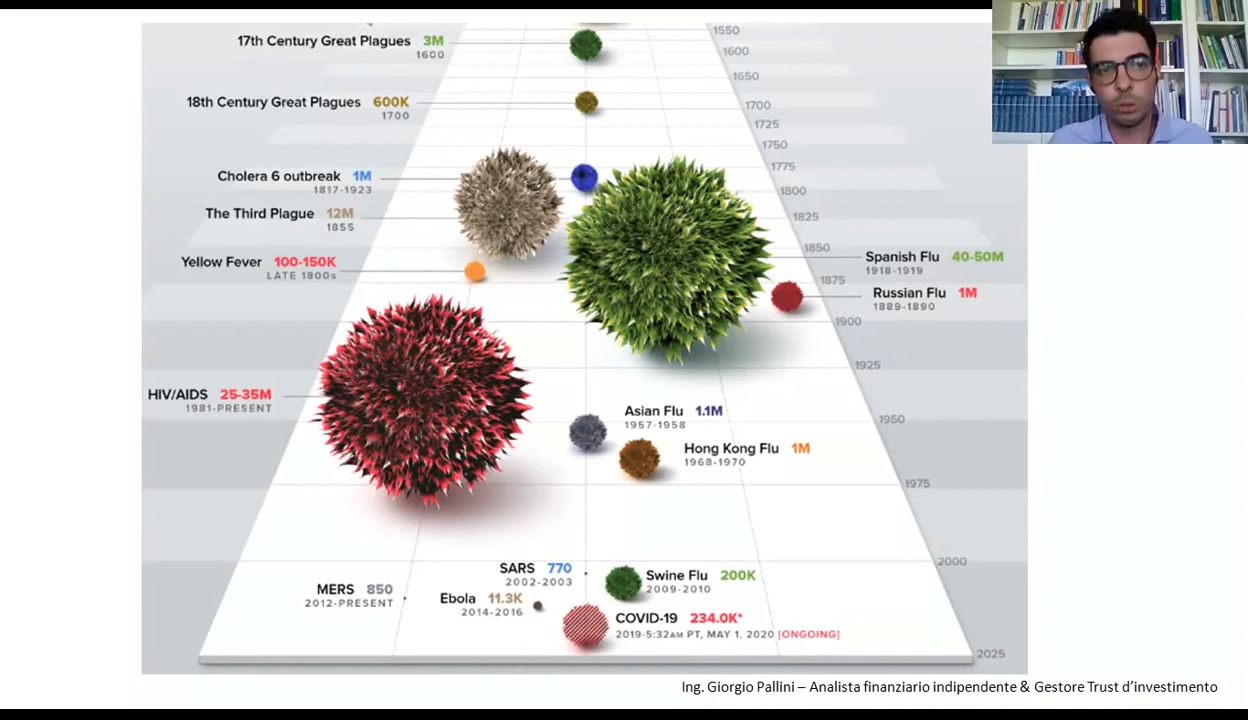 17th Century Great Plagues 3M
1600
18th Century Great Plagues 600K
1700
Cholera 6 outbreak 1M
1817-1923
The Third Plague 12M
1855
Yellow Fever 100-150K
LATE 1800s
HIV/AIDS 25-35M
1981-PRESENT
Spanish Flu 40-50M
1918-1919
Russian Flu 1M
1889-1890
Asian Flu 1.1M
1957-1958
Hong Kong Flu 1M
1968-1970
SARS 770
2002-2003
Swine Flu 200K
2009-2010
MERS 850
2012-PRESENT
Ebola 11.3K
2014-2016
COVID-19 234.0K*
2019-5:32AM PT, MAY 1, 2020 [ONGOING]
1550
1600
1650
1700
1725
1750
1775
1800
1825
1850
1875
1900
1925
1950
1975
2000
2025
Ing. Giorgio Pallini – Analista finanziario indipendente & Gestore Trust d’investimento